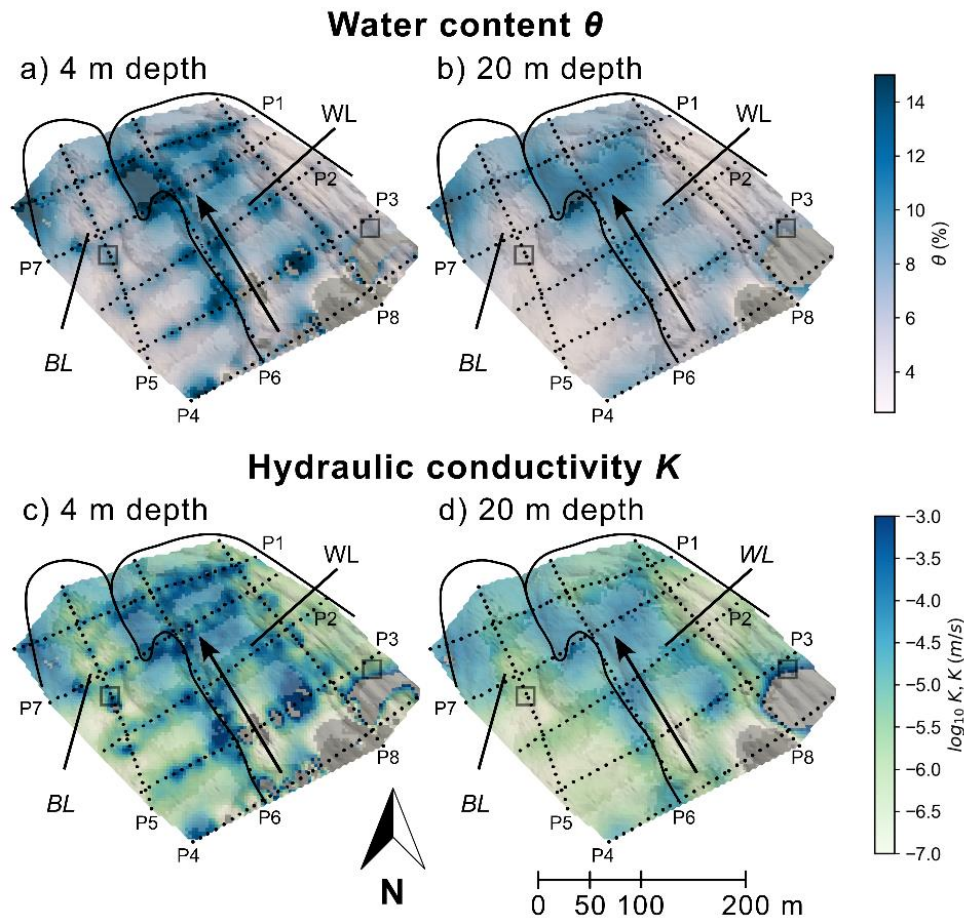 Water content θ
a) 4 m depth
b) 20 m depth
P1
WL
P2
P3
P7
BL
P8
P5
P6
P4
P1
WL
P2
P3
P7
BL
P8
P5
P6
P4
14
12
10
8
6
4
θ (%)
Hydraulic conductivity K
c) 4 m depth
d) 20 m depth
P1
WL
P2
P3
P7
BL
P8
P5
P6
P4
P1
WL
P2
P3
P7
BL
P8
P5
P6
P4
−3.0
−3.5
−4.0
−4.5
−5.0
−5.5
−6.0
−6.5
−7.0
log10 K, K (m/s)
N
0 50 100 200 m